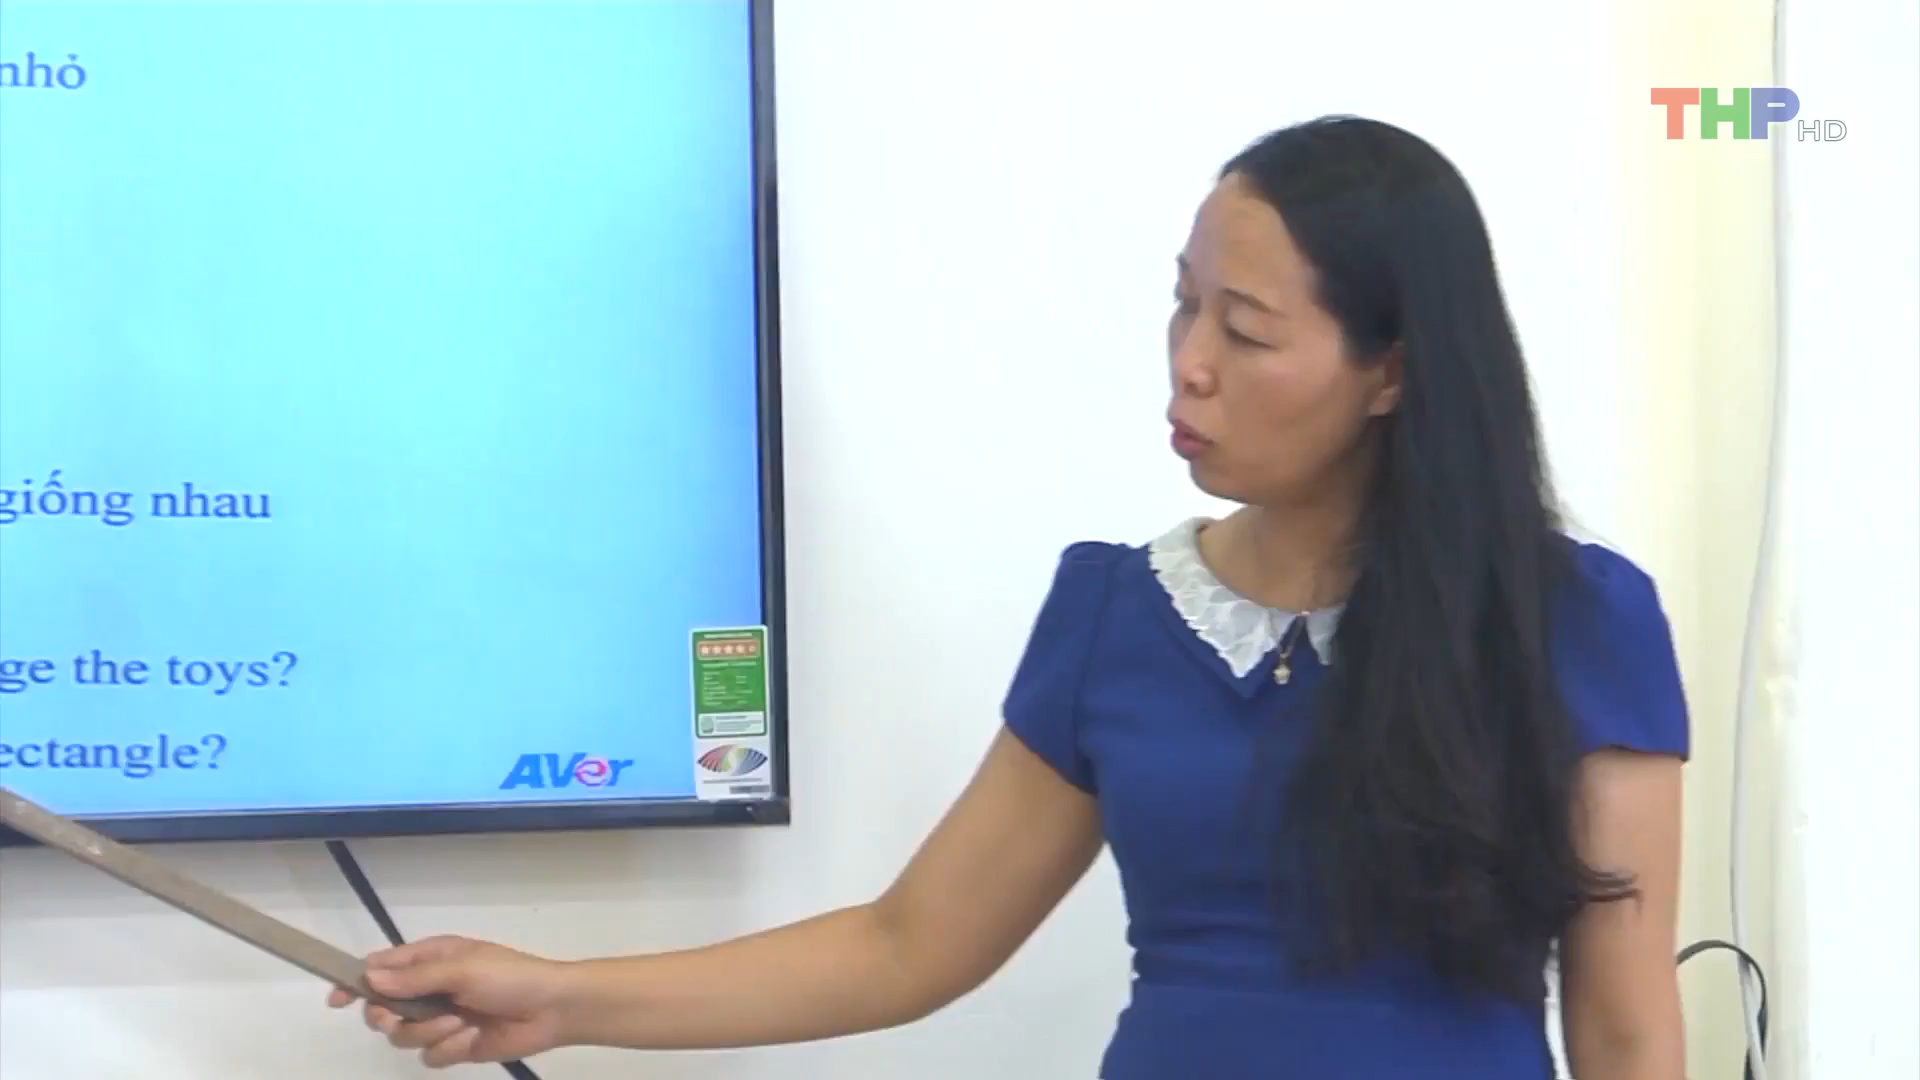 nhỏ
THP HD
giống nhau
ge the toys?
ectangle?
AVer